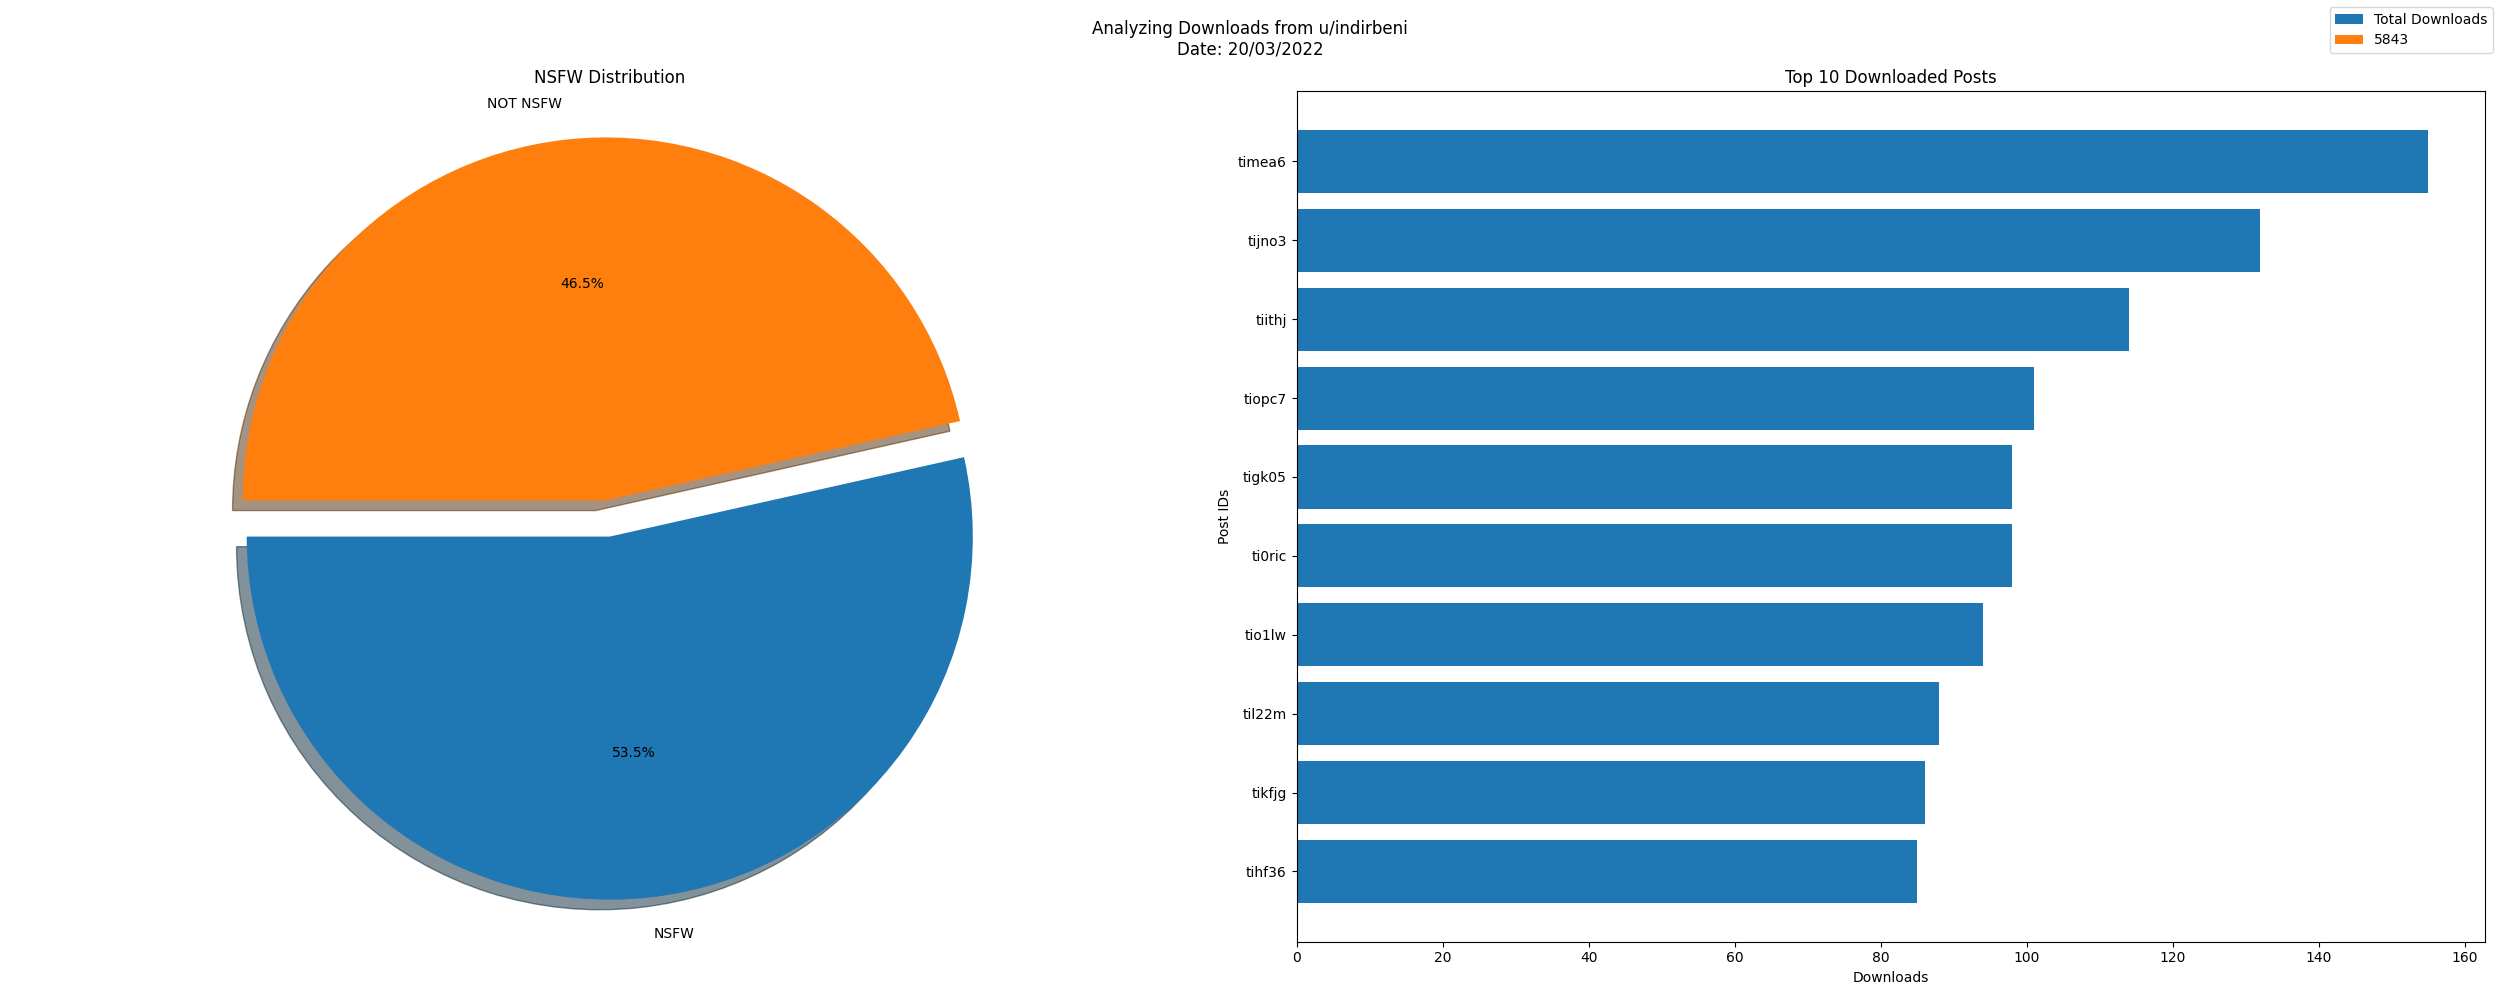 Analyzing Downloads from u/indirbeni
Date: 20/03/2022
Total Downloads
5843
NSFW Distribution
NOT NSFW
46.5%
53.5%
NSFW
Top 10 Downloaded Posts
Post IDs
timea6
tijno3
tiithj
tiopc7
tigk05
ti0ric
tio1lw
til22m
tikfjg
tihf36
0 20 40 60 80 100 120 140 160
Downloads